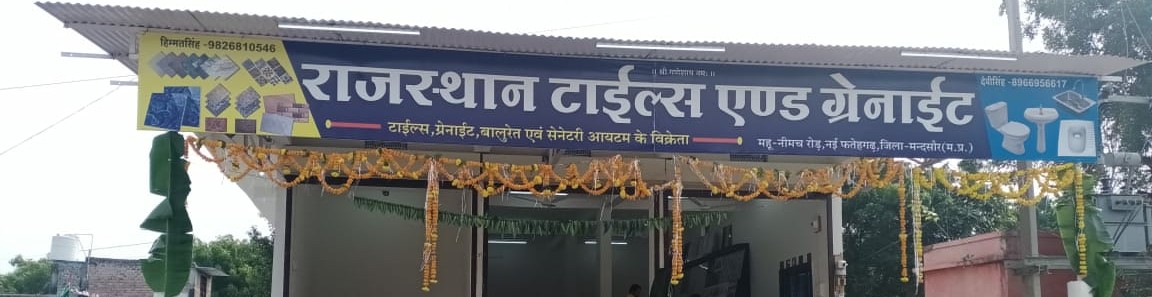 हिम्मतसिंह -9826810546
॥ श्री गणेशाय नमः ॥
देवीसिंह -8966956617
राजस्थान टाईल्स एण्ड ग्रेनाईट
टाईल्स,ग्रेनाईट,बालुरेत एवं सेनेटरी आयटम के विक्रेता
महू-नीमच रोड़,नई फतेहगढ़,जिला-मन्दसौर(म.प्र.)